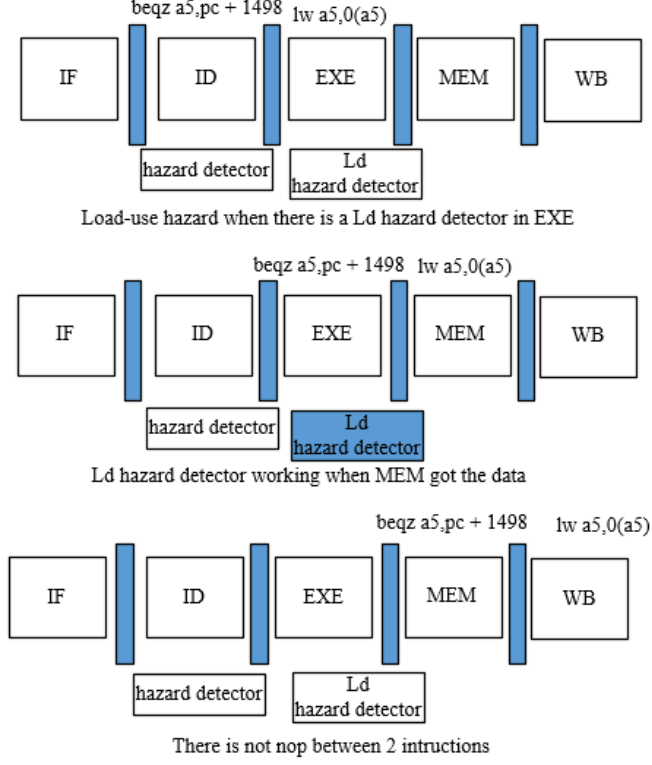 beqz a5,pc + 1498 lw a5,0(a5)
IF ID EXE MEM WB
hazard detector
Ld
hazard detector
Load-use hazard when there is a Ld hazard detector in EXE
beqz a5,pc + 1498 lw a5,0(a5)
IF ID EXE MEM WB
hazard detector
Ld
hazard detector
Ld hazard detector working when MEM got the data
beqz a5,pc + 1498 lw a5,0(a5)
IF ID EXE MEM WB
hazard detector
Ld
hazard detector
There is not nop between 2 intructions